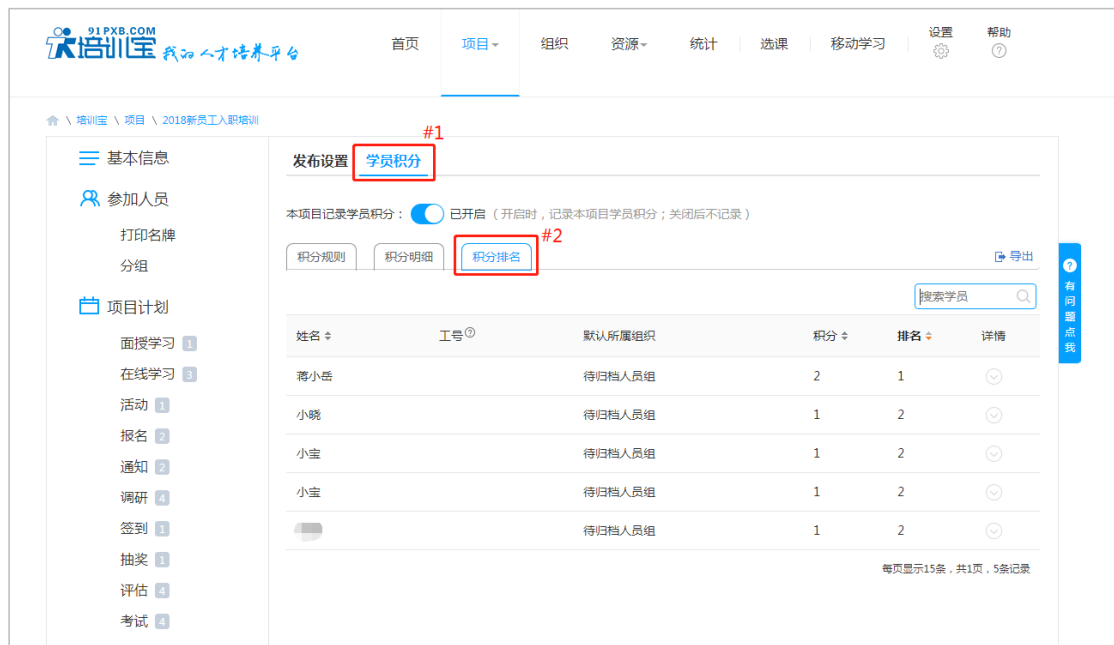 91PXB.COM
培训宝 我的人才培养平台
首页 项目 组织 资源 统计 选课 移动学习 设置 帮助
培训宝 \ 项目 \ 2018新员工入职培训
#1
基本信息
参加人员
打印名牌
分组
项目计划
面授学习 1
在线学习 3
活动 1
报名 2
通知 2
调研 4
签到 1
抽奖 1
评估 4
考试 4
发布设置 学员积分
本项目记录学员积分: 已开启 (开启时,记录本项目学员积分;关闭后不记录)
#2
积分规则 积分明细 积分排名 导出
搜索学员
姓名 工号 默认所属组织 积分 排名 详情
蒋小岳 待归档人员组 2 1
小晓 待归档人员组 1 2
小宝 待归档人员组 1 2
小宝 待归档人员组 1 2
待归档人员组 1 2
每页显示15条,共1页,5条记录
有问题点我